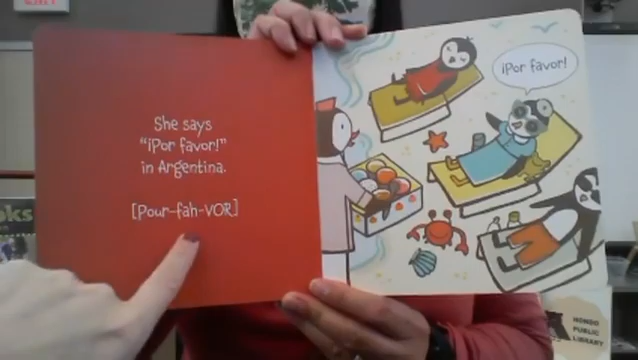 She says
"¡Por favor!"
in Argentina.
[Pour-fah-VOR]
¡Por favor!
HONDO
PUBLIC
LIBRARY